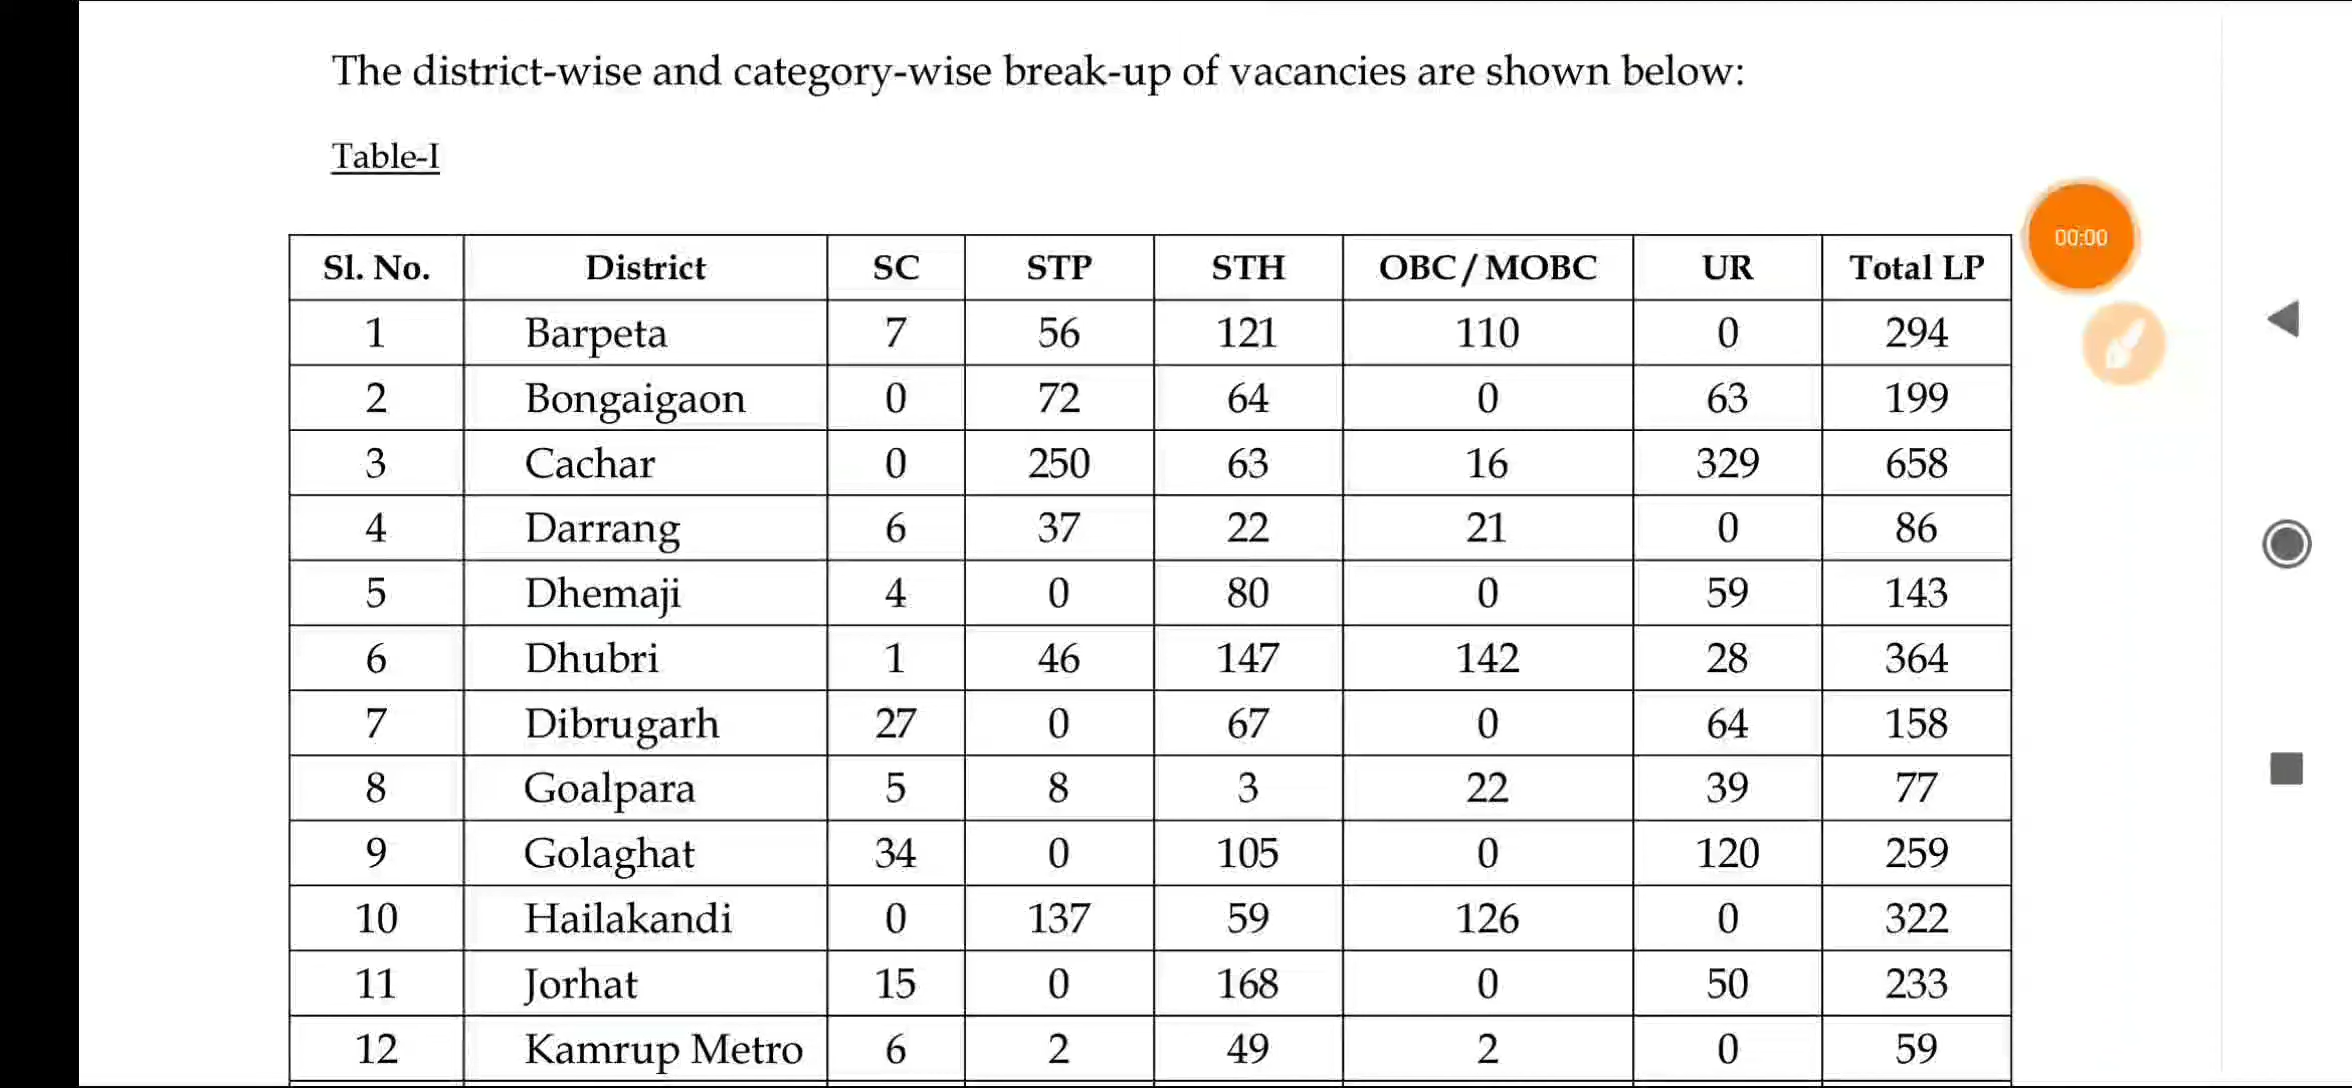 The district-wise and category-wise break-up of vacancies are shown below:
Table-I
Sl. No. District SC STP STH OBC/MOBC UR Total LP
1 Barpeta 7 56 121 110 0 294
2 Bongaigaon 0 72 64 0 63 199
3 Cachar 0 250 63 16 329 658
4 Darrang 6 37 22 21 0 86
5 Dhemaji 4 0 80 0 59 143
6 Dhubri 1 46 147 142 28 364
7 Dibrugarh 27 0 67 0 64 158
8 Goalpara 5 8 3 22 39 77
9 Golaghat 34 0 105 0 120 259
10 Hailakandi 0 137 59 126 0 322
11 Jorhat 15 0 168 0 50 233
12 Kamrup Metro 6 2 49 2 0 59
00:00